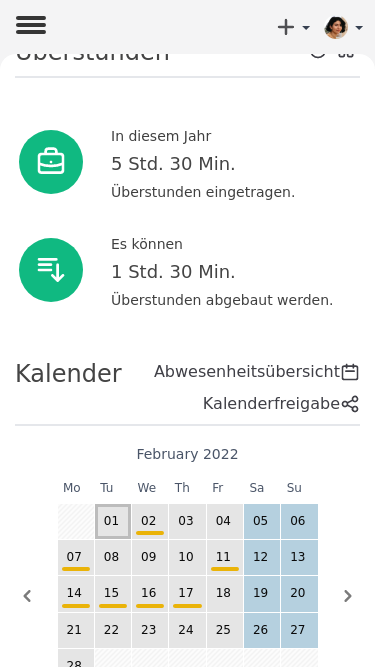 Überstunden
In diesem Jahr
5 Std. 30 Min.
Überstunden eingetragen.
Es können
1 Std. 30 Min.
Überstunden abgebaut werden.
Kalender
Abwesenheitsübersicht
Kalenderfreigabe
February 2022
Mo Tu We Th Fr Sa Su
01 02 03 04 05 06
07 08 09 10 11 12 13
14 15 16 17 18 19 20
21 22 23 24 25 26 27
28